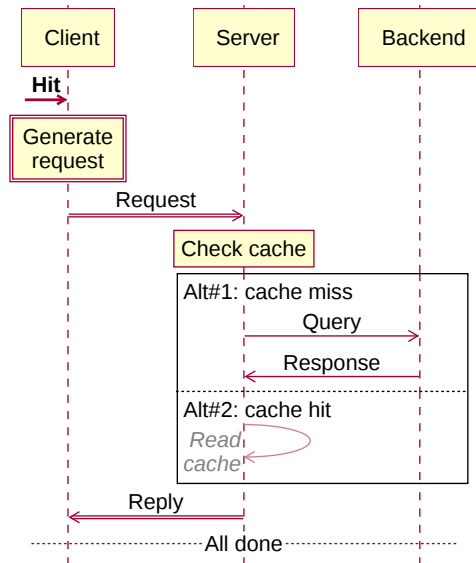 Client
Server
Backend
Hit
Generate
request
Request
Check cache
Alt#1: cache miss
Query
Response
Alt#2: cache hit
Read
cache
Reply
All done